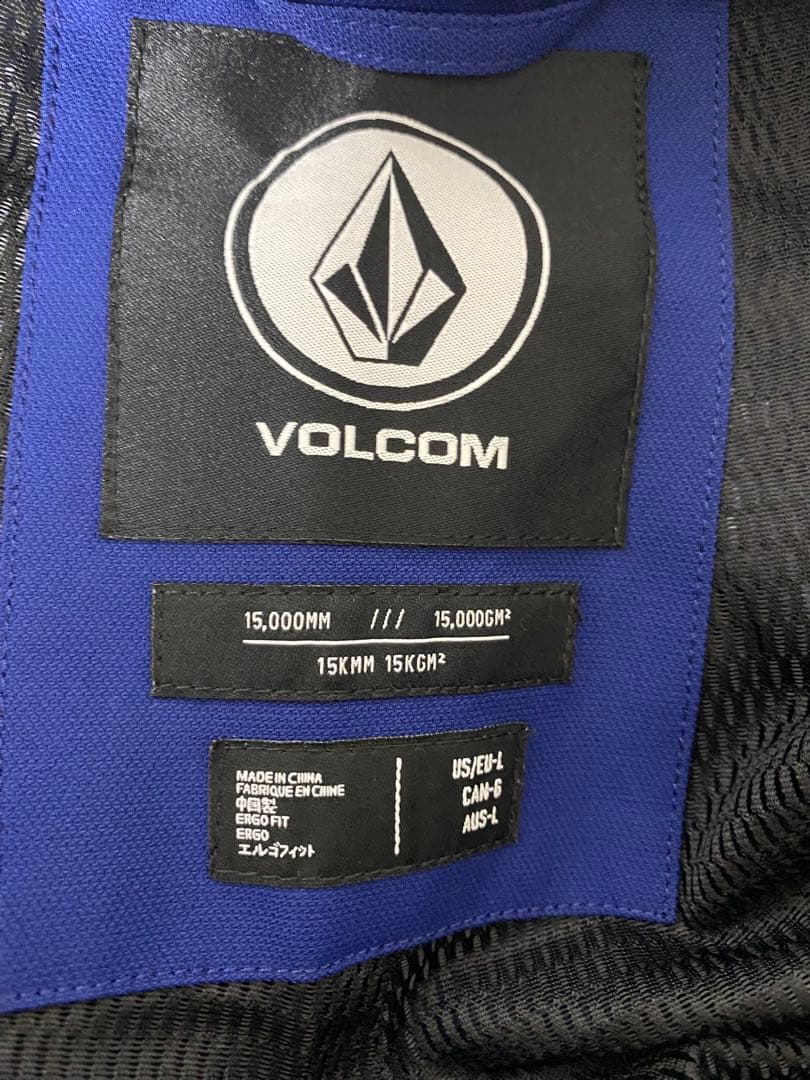 VOLCOM
15,000MM /// 15,000GM²
15KMM 15KGM²
MADE IN CHINA
FABRIQUE EN CHINE
中国製
ERGO FIT
ERGO
エルゴフィット
US/EU-L
CAN-G
AUS-L